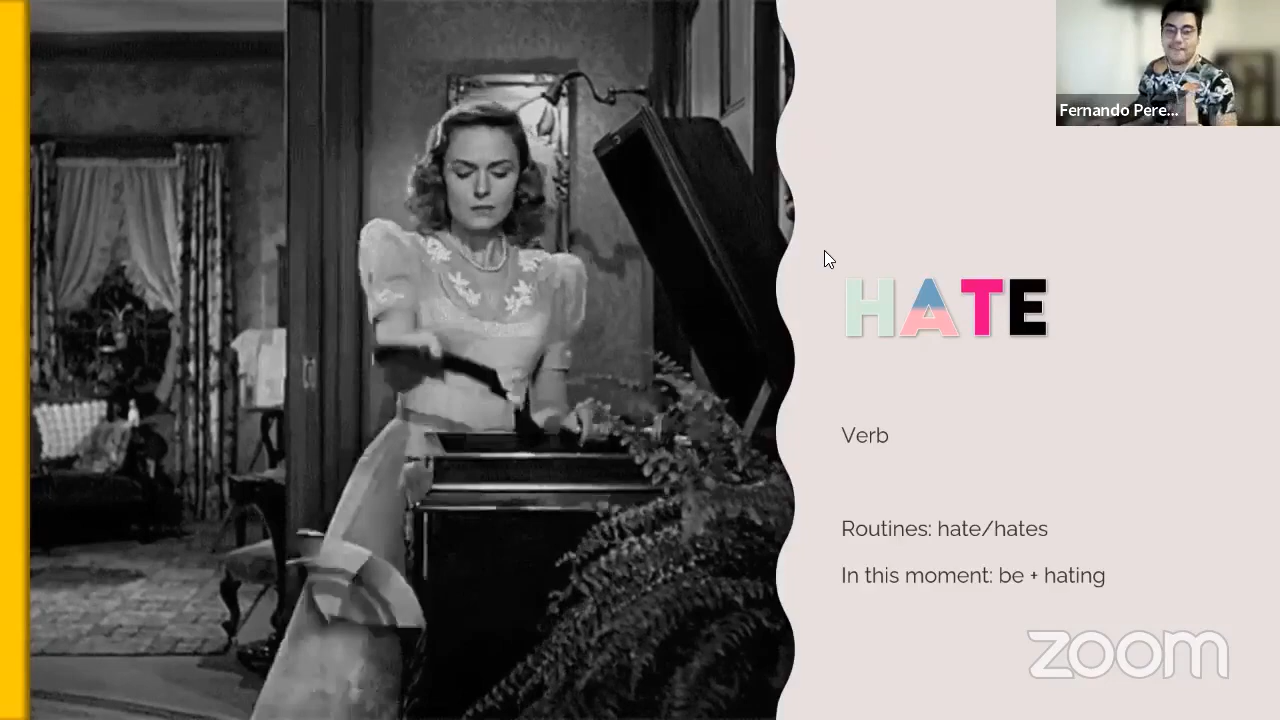 Fernando Pere...
HATE
Verb
Routines: hate/hates
In this moment: be + hating
zoom